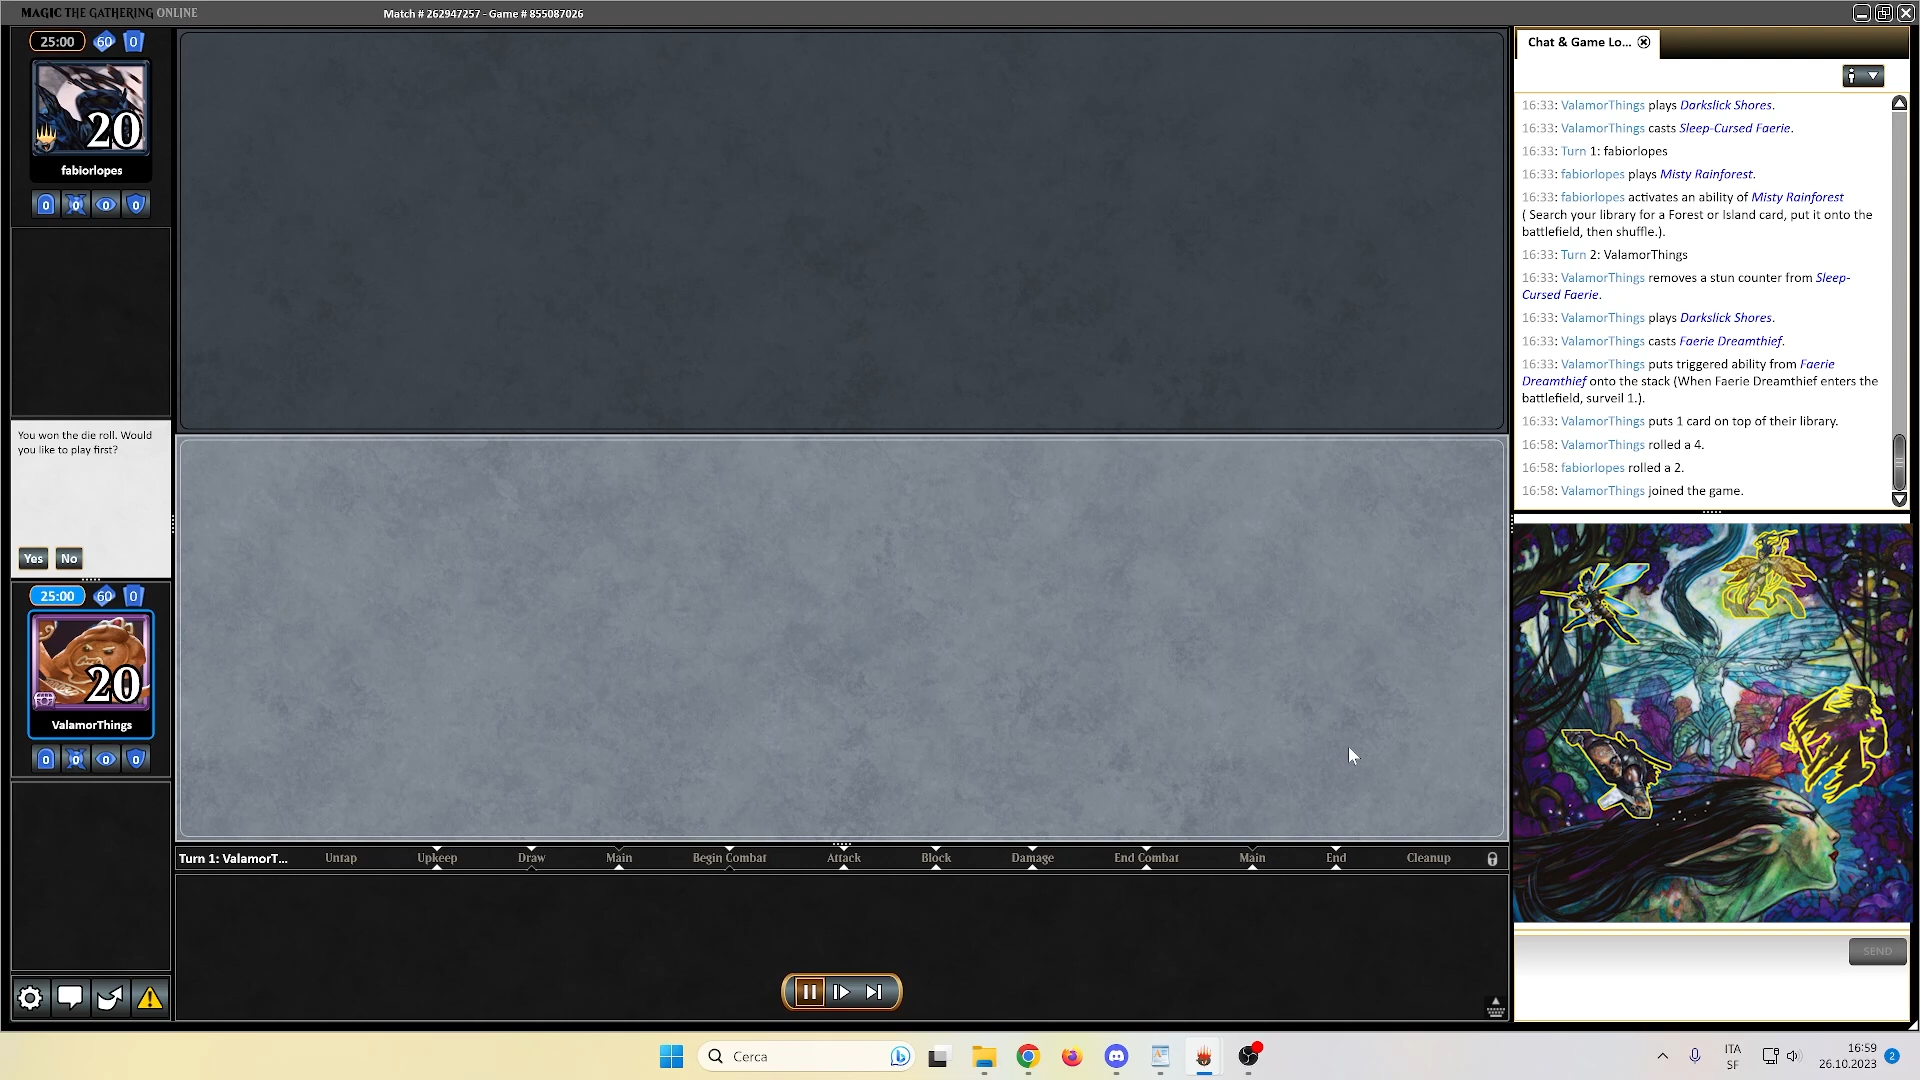 MAGIC THE GATHERING ONLINE
Match # 262947257 - Game # 855087026
25:00 60 0
20
fabiorlopes
0 0 0 0
You won the die roll. Would
you like to play first?
Yes No
25:00 60 0
20
ValamorThings
0 0 0 0
Turn 1: ValamorT... Untap Upkeep Draw Main Begin Combat Attack Block Damage End Combat Main End Cleanup
Chat & Game Lo...
16:33: ValamorThings plays Darkslick Shores.
16:33: ValamorThings casts Sleep-Cursed Faerie.
16:33: Turn 1: fabiorlopes
16:33: fabiorlopes plays Misty Rainforest.
16:33: fabiorlopes activates an ability of Misty Rainforest
( Search your library for a Forest or Island card, put it onto the
battlefield, then shuffle.).
16:33: Turn 2: ValamorThings
16:33: ValamorThings removes a stun counter from Sleep-
Cursed Faerie.
16:33: ValamorThings plays Darkslick Shores.
16:33: ValamorThings casts Faerie Dreamthief.
16:33: ValamorThings puts triggered ability from Faerie
Dreamthief onto the stack (When Faerie Dreamthief enters the
battlefield, surveil 1.).
16:33: ValamorThings puts 1 card on top of their library.
16:58: ValamorThings rolled a 4.
16:58: fabiorlopes rolled a 2.
16:58: ValamorThings joined the game.
SEND
Cerca
ITA
SF
16:59
26.10.2023
2